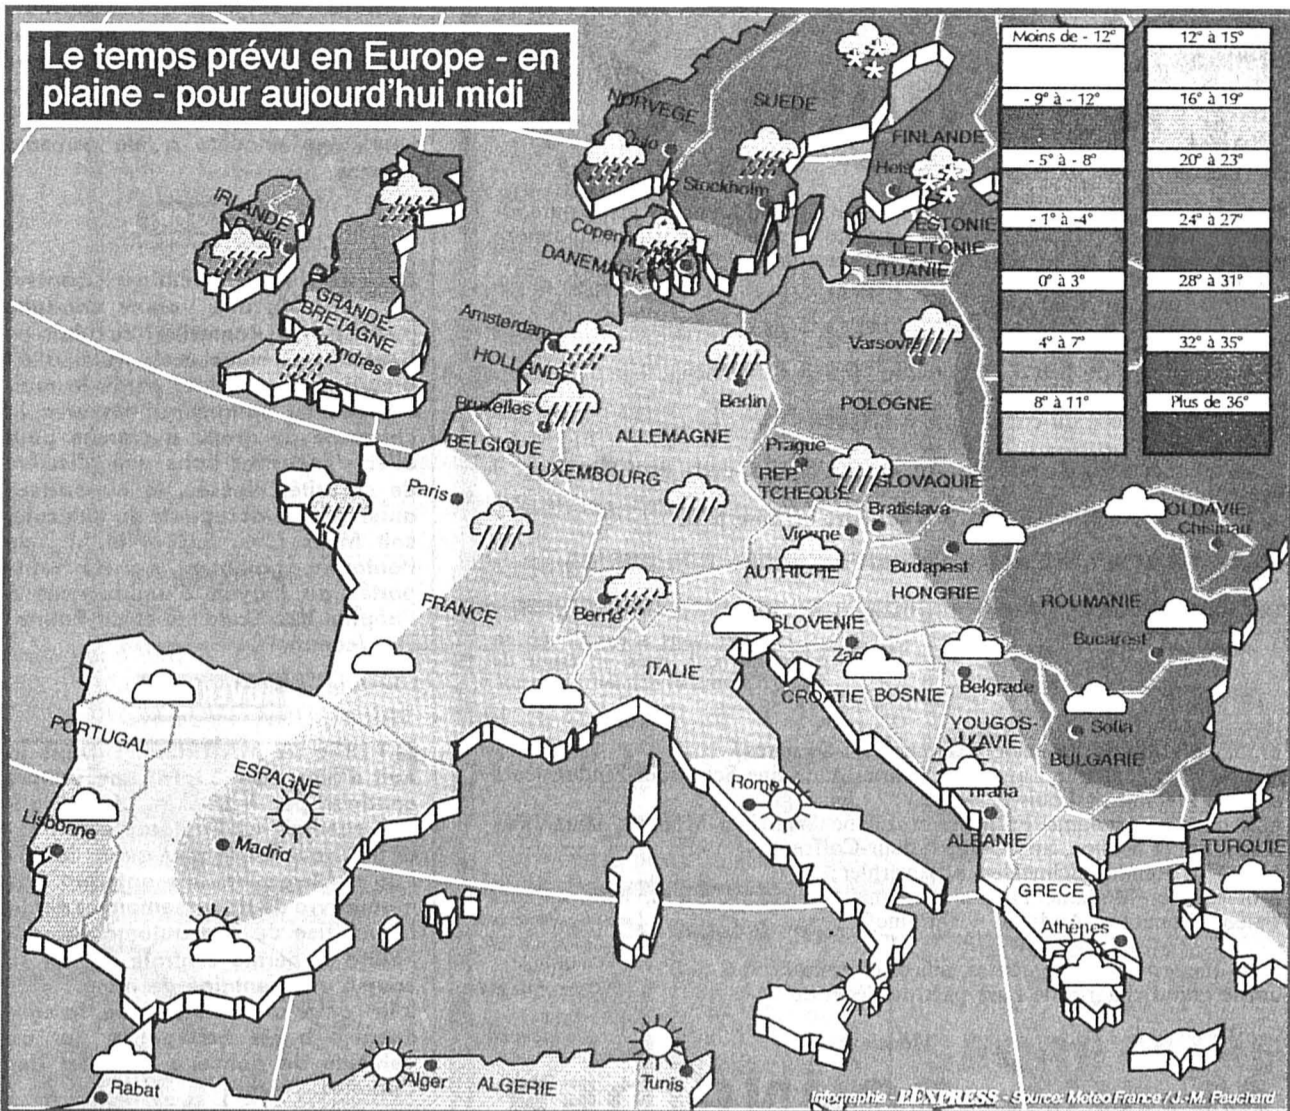 Le temps prévu en Europe - en
plaine - pour aujourd'hui midi
Moins de - 12°
12° à 15°
- 9° à - 12°
16° à 19°
- 5° à - 8°
20° à 23°
- 1° à -4°
24° à 27°
0° à 3°
28° à 31°
4° à 7°
32° à 35°
8° à 11°
Plus de 36°
NORVEGE
SUEDE
FINLANDE
Stockholm
ESTONIE
LETTONIE
LITUANIE
DANEMARK
IRLANDE
GRANDE-
BRETAGNE
Amsterdam
HOLLANDE
Bruxelles
BELGIQUE
LUXEMBOURG
ALLEMAGNE
Berlin
Varsovie
POLOGNE
Prague
REP.
TCHEQUE
SLOVAQUIE
Bratislava
Paris
Vienne
AUTRICHE
Budapest
HONGRIE
Chisinau
FRANCE
Berne
SLOVENIE
ROUMANIE
Bucarest
ITALIE
CROATIE
BOSNIE
Belgrade
YOUGOS-
LAVIE
Sofia
BULGARIE
PORTUGAL
ESPAGNE
Lisbonne
Madrid
Rome
Tirana
ALBANIE
TURQUIE
GRECE
Athènes
Rabat
Alger
ALGERIE
Tunis
Infographie - L'EXPRESS - Source: Meteo France / J.-M. Pauchard